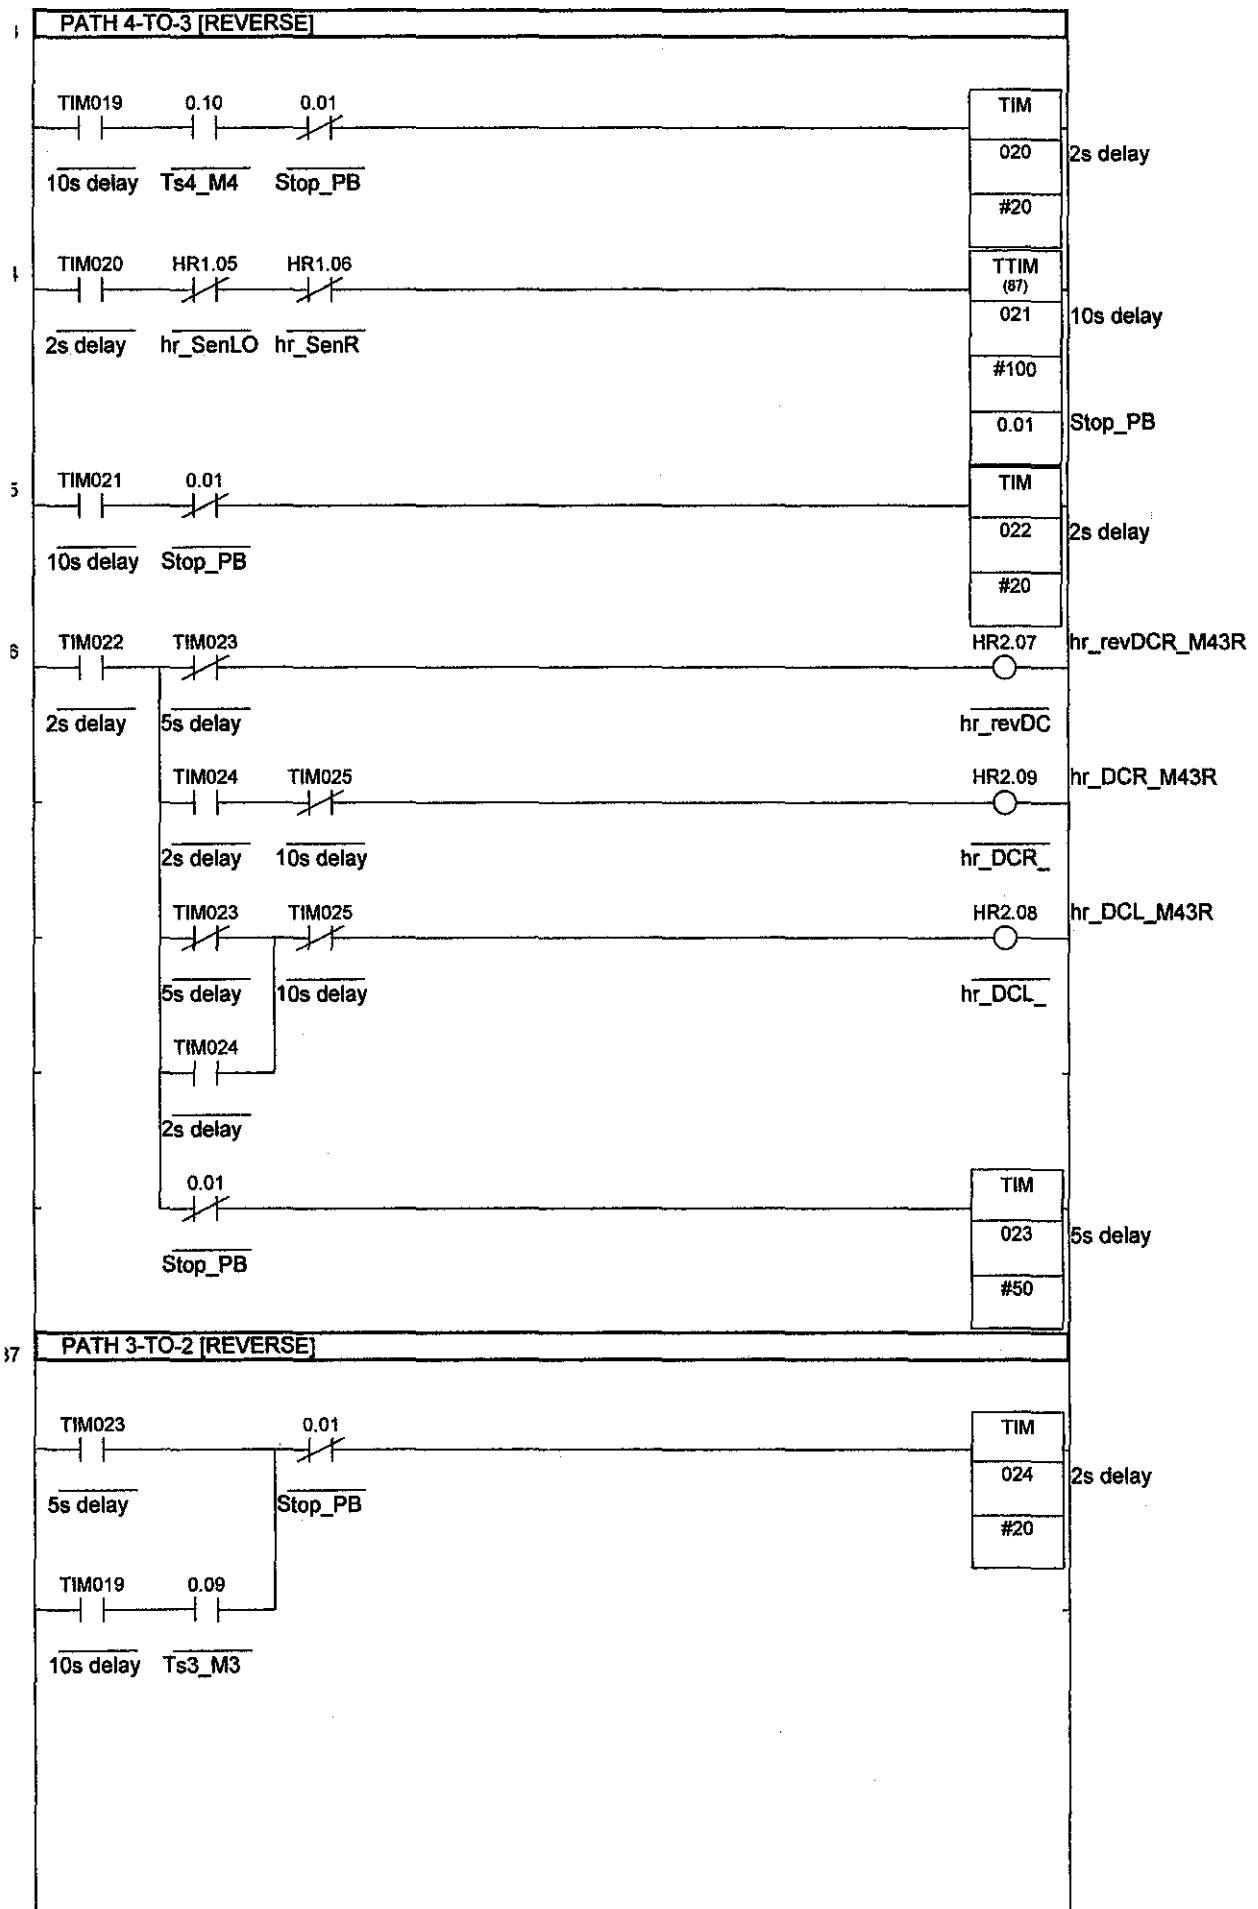 PATH 4-TO-3 [REVERSE]
TIM019 0.10 0.01 TIM
10s delay Ts4_M4 Stop_PB 020 2s delay
#20
TIM020 HR1.05 HR1.06 TTIM
(87)
2s delay hr_SenLO hr_SenR 021 10s delay
#100
0.01 Stop_PB
5
TIM021 0.01 TIM
10s delay Stop_PB 022 2s delay
#20
6
TIM022 TIM023 HR2.07 hr_revDCR_M43R
2s delay 5s delay hr_revDC
TIM024 TIM025 HR2.09 hr_DCR_M43R
2s delay 10s delay hr_DCR_
TIM023 TIM025 HR2.08 hr_DCL_M43R
5s delay 10s delay hr_DCL_
TIM024
2s delay
0.01 TIM
Stop_PB 023 5s delay
#50
37 PATH 3-TO-2 [REVERSE]
TIM023 0.01 TIM
5s delay Stop_PB 024 2s delay
#20
TIM019 0.09
10s delay Ts3_M3